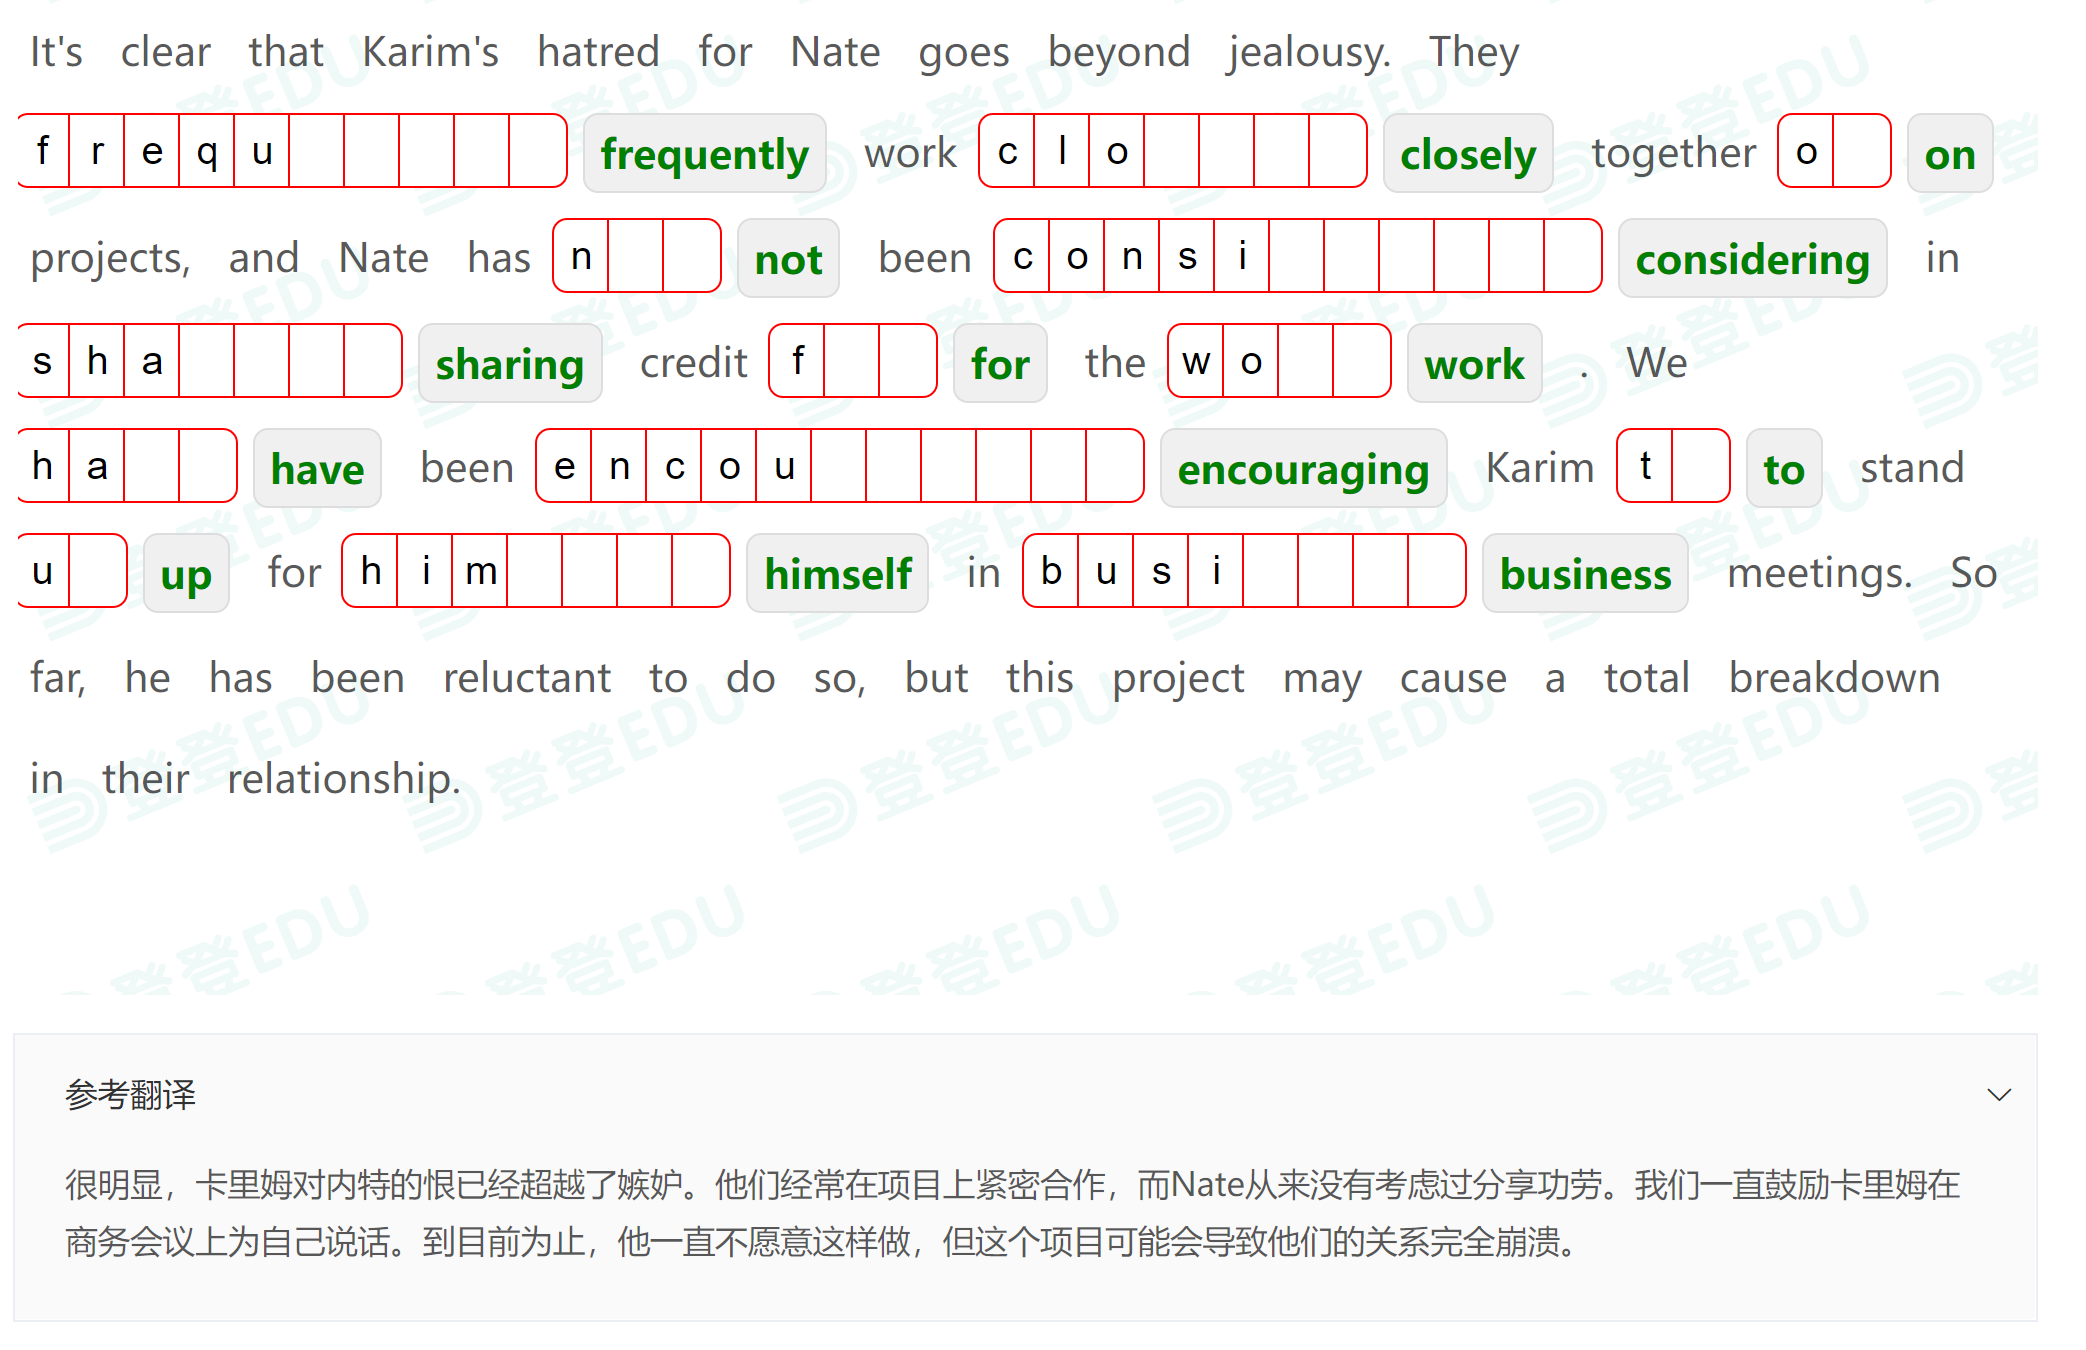 It's clear that Karim's hatred for Nate goes beyond jealousy. They
f r e q u frequently work c l o closely together o on
projects, and Nate has n not been c o n s i considering in
s h a sharing credit f for the w o work . We
h a have been e n c o u encouraging Karim t to stand
u up for h i m himself in b u s i business meetings. So
far, he has been reluctant to do so, but this project may cause a total breakdown
in their relationship.
登登EDU
参考翻译
很明显，卡里姆对内特的恨已经超越了嫉妒。他们经常在项目上紧密合作，而Nate从来没有考虑过分享功劳。我们一直鼓励卡里姆在
商务会议上为自己说话。到目前为止，他一直不愿意这样做，但这个项目可能会导致他们的关系完全崩溃。